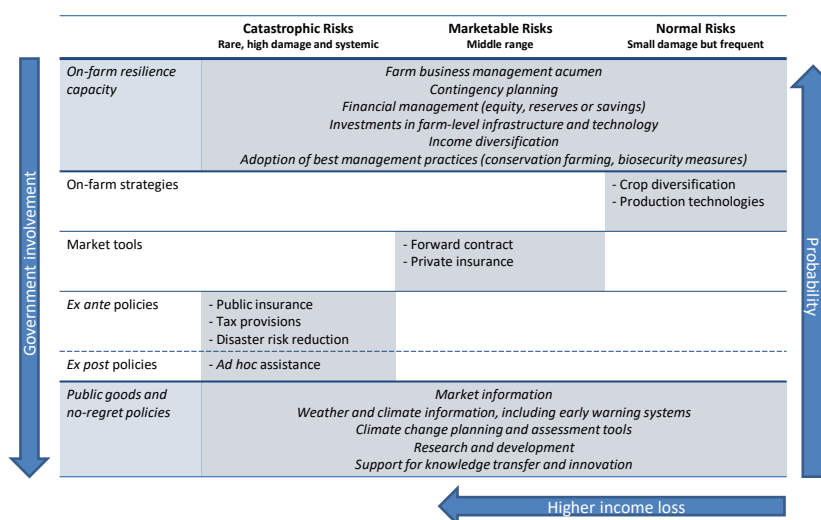 Catastrophic Risks
Rare, high damage and systemic
Marketable Risks
Middle range
Normal Risks
Small damage but frequent
On-farm resilience
capacity
Farm business management acumen
Contingency planning
Financial management (equity, reserves or savings)
Investments in farm-level infrastructure and technology
Income diversification
Adoption of best management practices (conservation farming, biosecurity measures)
On-farm strategies
- Crop diversification
- Production technologies
Market tools
- Forward contract
- Private insurance
Ex ante policies
- Public insurance
- Tax provisions
- Disaster risk reduction
Ex post policies
- Ad hoc assistance
Public goods and
no-regret policies
Market information
Weather and climate information, including early warning systems
Climate change planning and assessment tools
Research and development
Support for knowledge transfer and innovation
Government involvement
Probability
Higher income loss